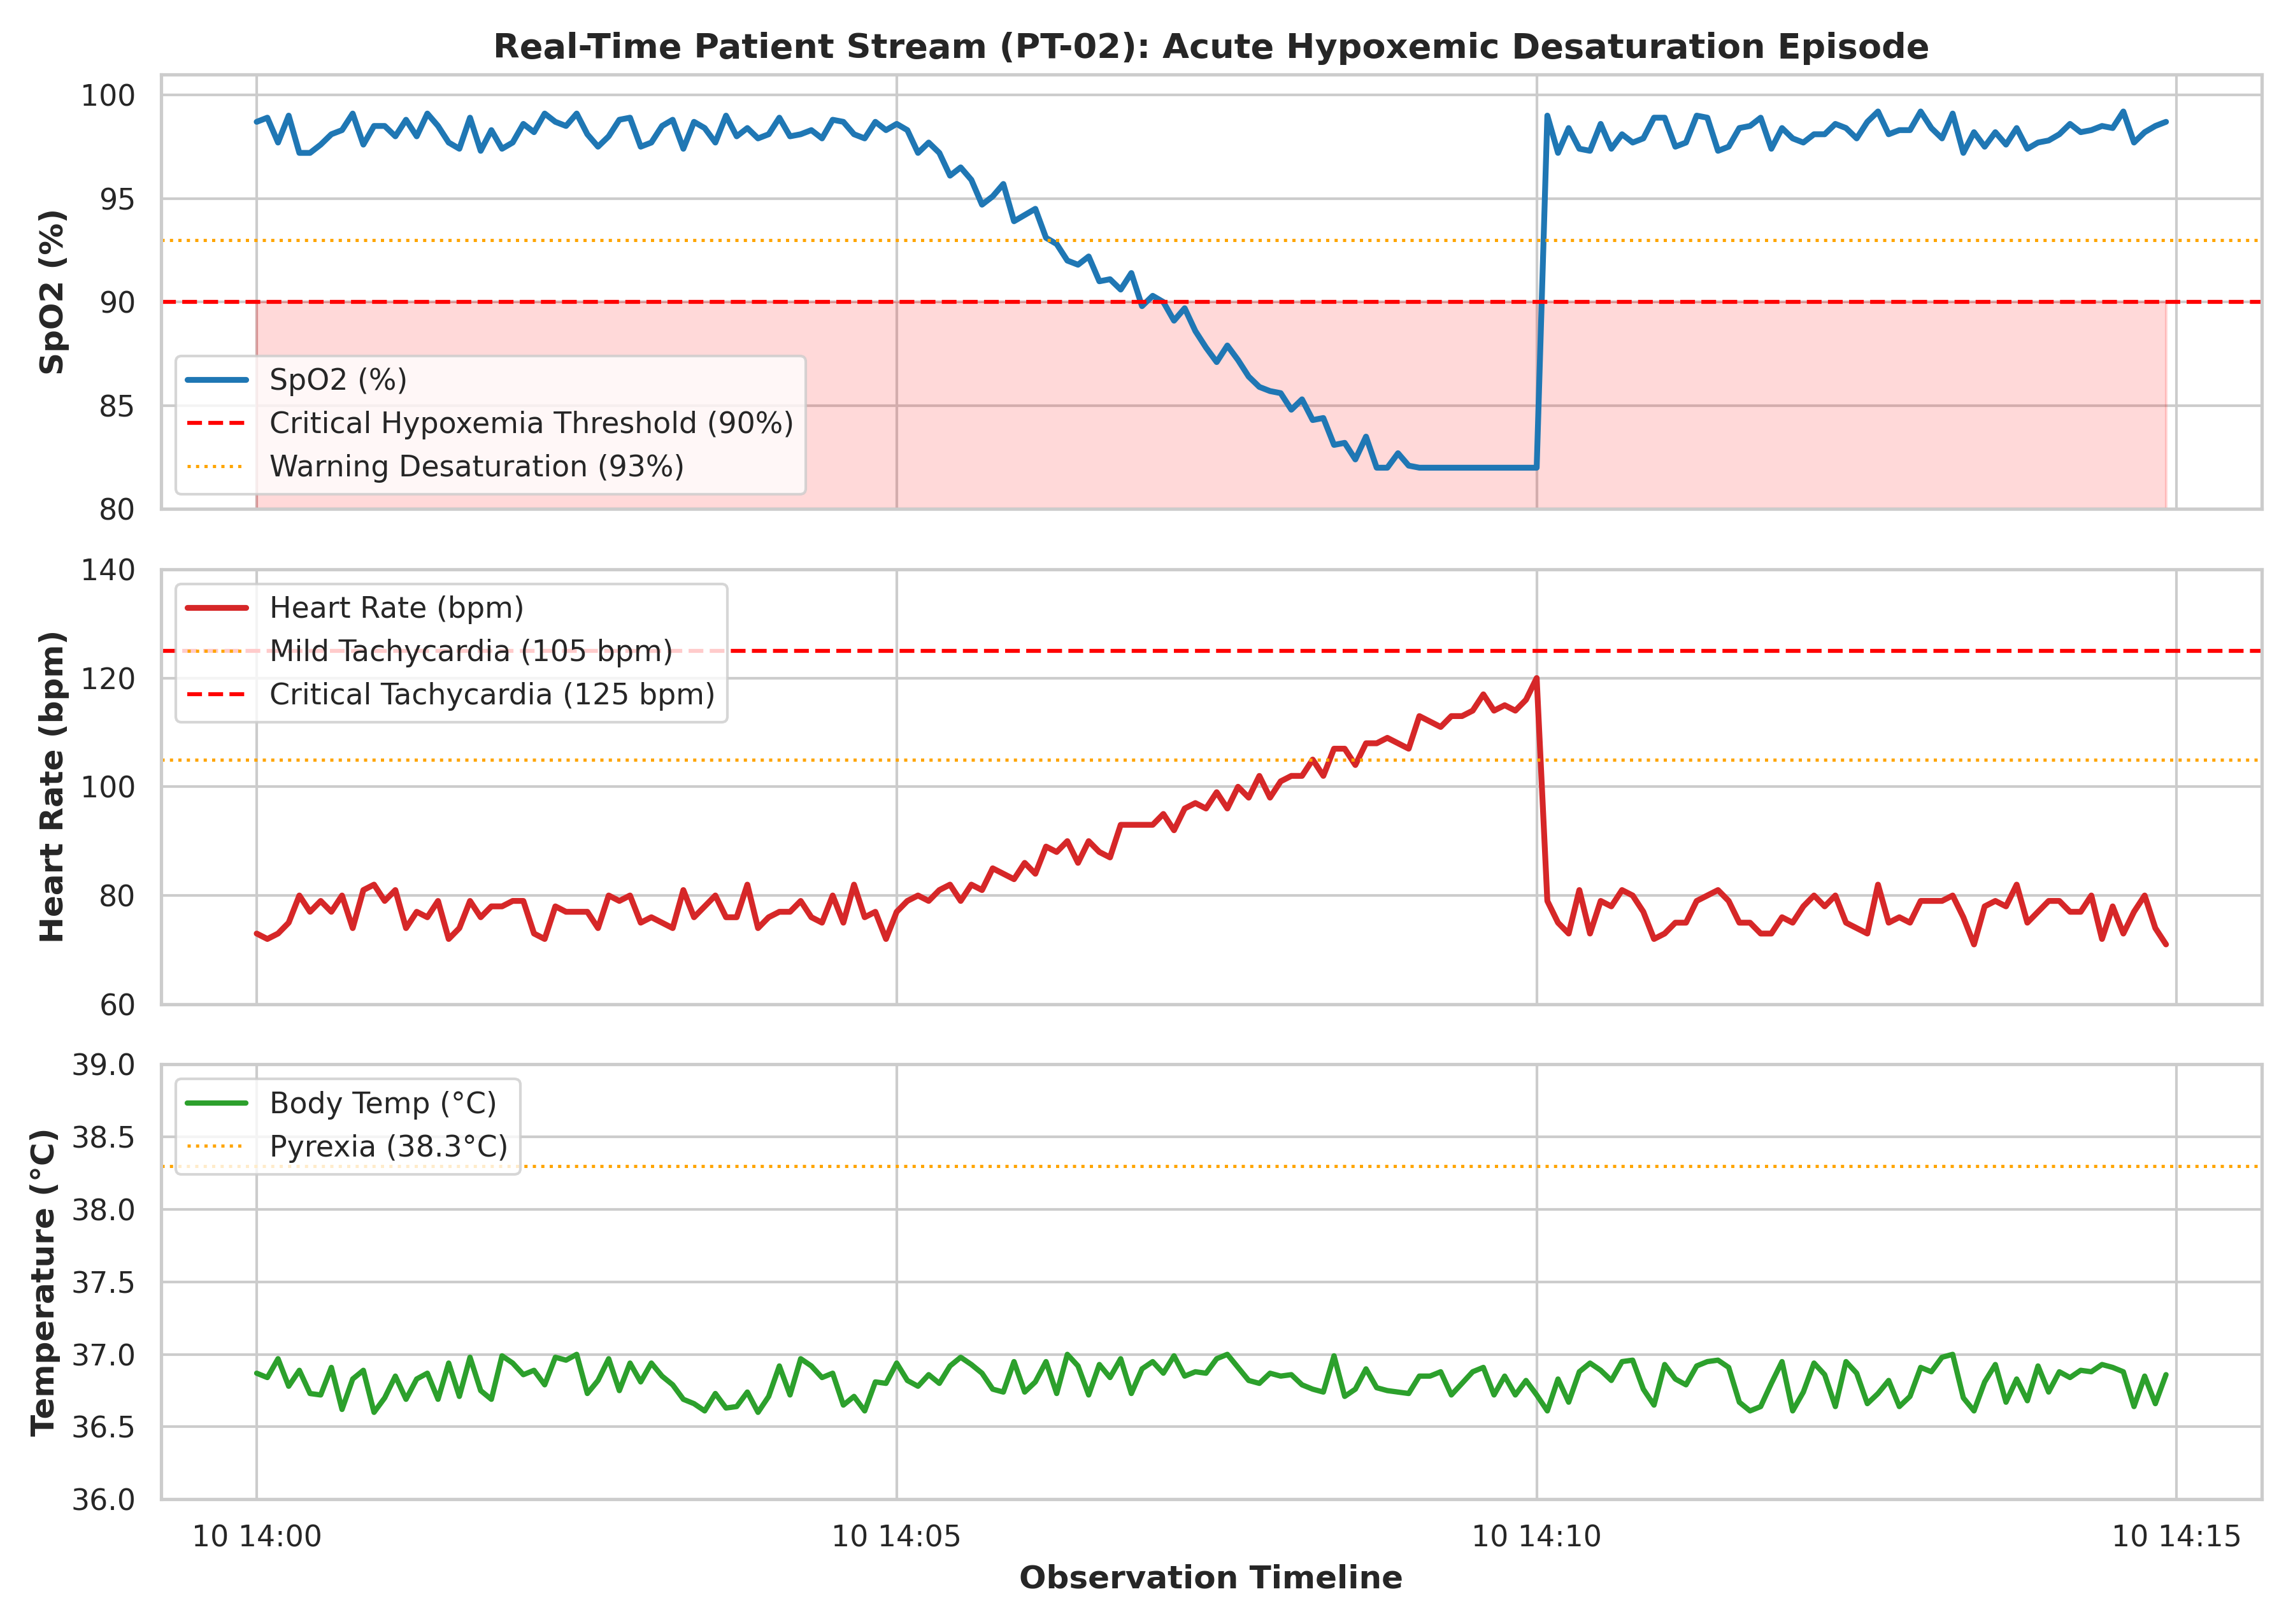 Real-Time Patient Stream (PT-02): Acute Hypoxemic Desaturation Episode
SpO2 (%)
100
95
90
85
80
SpO2 (%)
Critical Hypoxemia Threshold (90%)
Warning Desaturation (93%)
Heart Rate (bpm)
140
120
100
80
60
Heart Rate (bpm)
Mild Tachycardia (105 bpm)
Critical Tachycardia (125 bpm)
Temperature (°C)
39.0
38.5
38.0
37.5
37.0
36.5
36.0
Body Temp (°C)
Pyrexia (38.3°C)
10 14:00
10 14:05
10 14:10
10 14:15
Observation Timeline